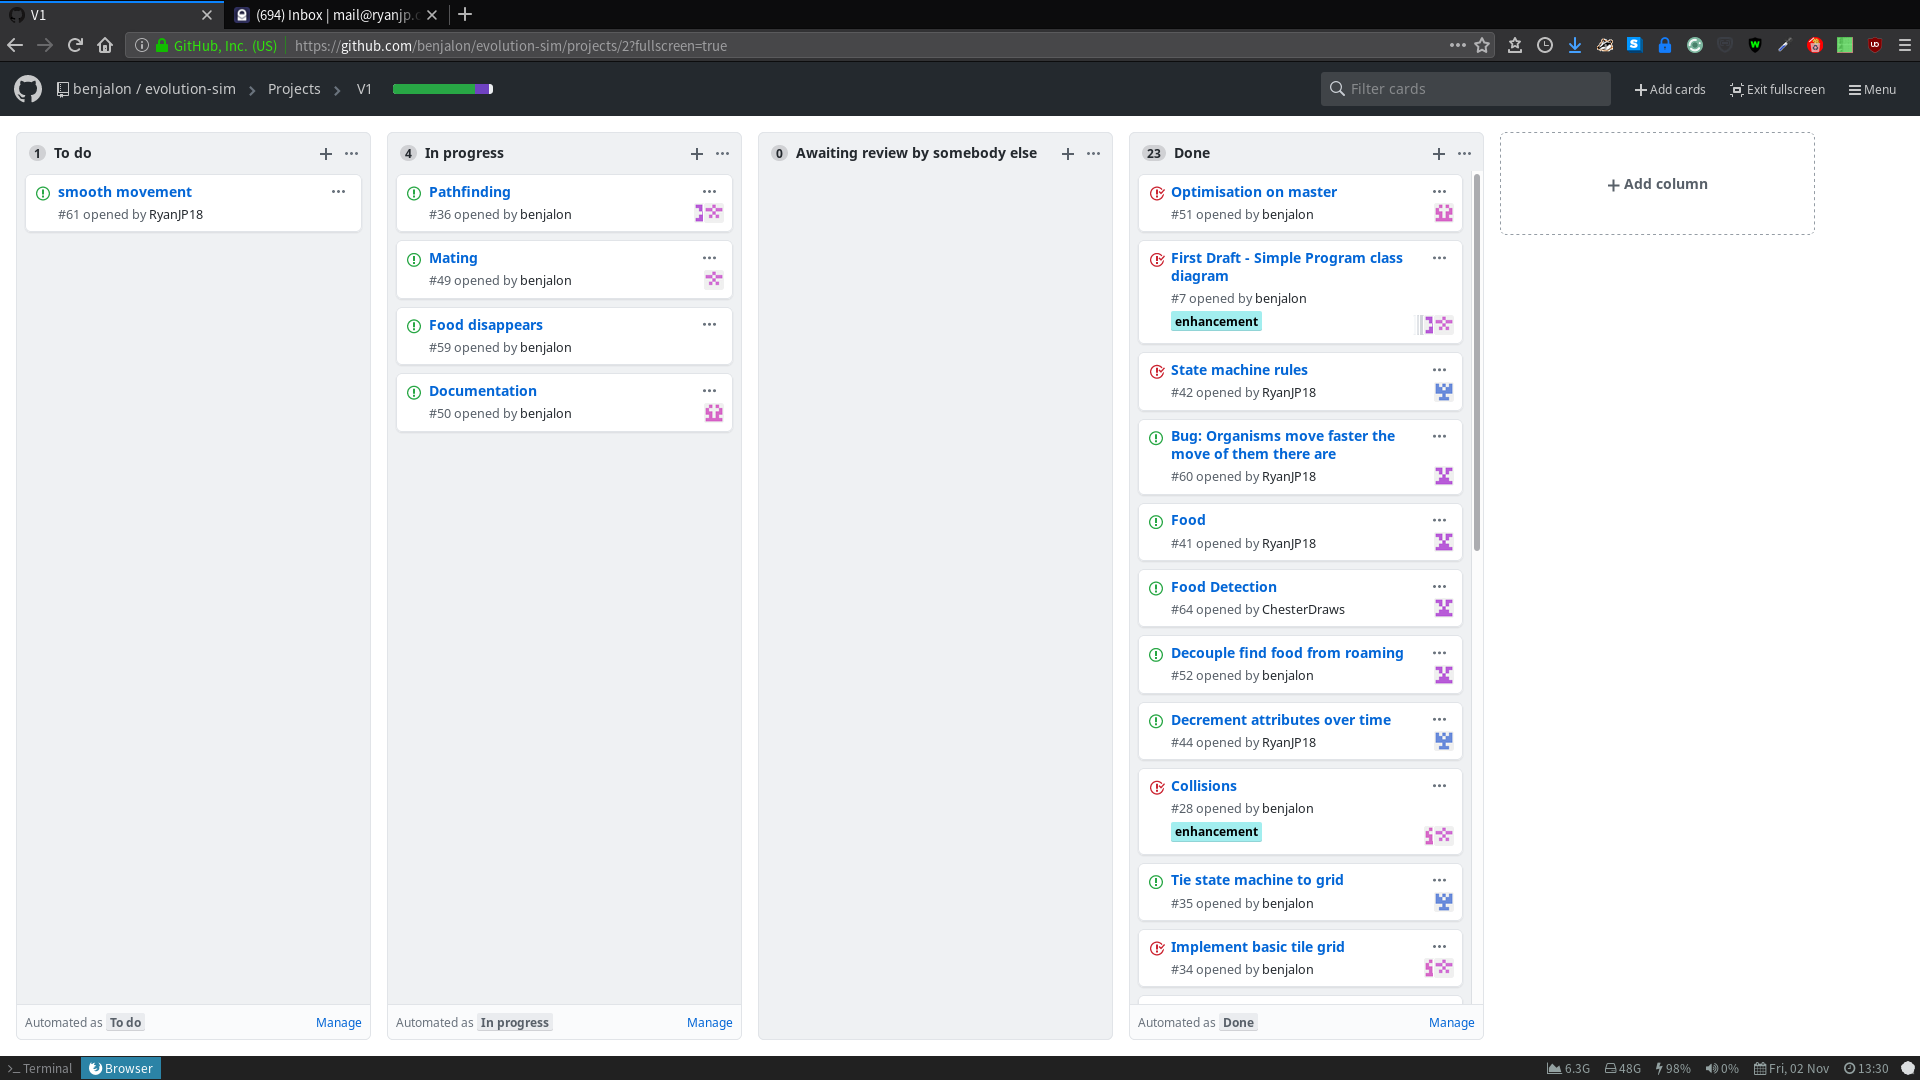 V1
(694) Inbox | mail@ryanjp.c
GitHub, Inc. (US)
https://github.com/benjalon/evolution-sim/projects/2?fullscreen=true
benjalon / evolution-sim
Projects
V1
Filter cards
Add cards
Exit fullscreen
Menu
1 To do
smooth movement
#61 opened by RyanJP18
Automated as To do
Manage
4 In progress
Pathfinding
#36 opened by benjalon
Mating
#49 opened by benjalon
Food disappears
#59 opened by benjalon
Documentation
#50 opened by benjalon
Automated as In progress
Manage
0 Awaiting review by somebody else
23 Done
Optimisation on master
#51 opened by benjalon
First Draft - Simple Program class
diagram
#7 opened by benjalon
enhancement
State machine rules
#42 opened by RyanJP18
Bug: Organisms move faster the
move of them there are
#60 opened by RyanJP18
Food
#41 opened by RyanJP18
Food Detection
#64 opened by ChesterDraws
Decouple find food from roaming
#52 opened by benjalon
Decrement attributes over time
#44 opened by RyanJP18
Collisions
#28 opened by benjalon
enhancement
Tie state machine to grid
#35 opened by benjalon
Implement basic tile grid
#34 opened by benjalon
Automated as Done
Manage
Add column
>_ Terminal
Browser
6.3G
48G
98%
0%
Fri, 02 Nov
13:30